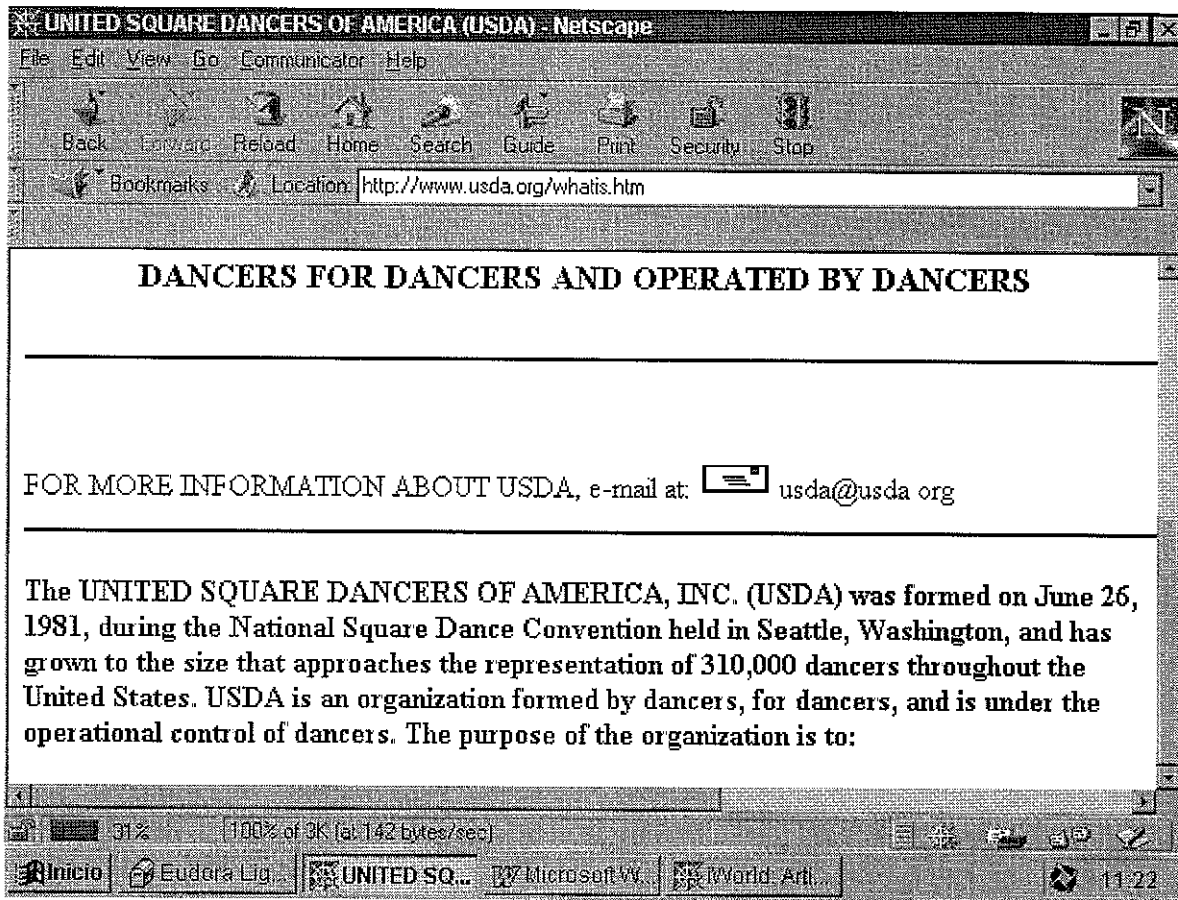 UNITED SQUARE DANCERS OF AMERICA (USDA) - Netscape
File Edit View Go Communicator Help
Back Forward Reload Home Search Guide Print Security Stop
Bookmarks Location: http://www.usda.org/whatis.htm
DANCERS FOR DANCERS AND OPERATED BY DANCERS
FOR MORE INFORMATION ABOUT USDA, e-mail at: usda@usda org
The UNITED SQUARE DANCERS OF AMERICA, INC. (USDA) was formed on June 26,
1981, during the National Square Dance Convention held in Seattle, Washington, and has
grown to the size that approaches the representation of 310,000 dancers throughout the
United States. USDA is an organization formed by dancers, for dancers, and is under the
operational control of dancers. The purpose of the organization is to:
31% 100% of 3K (at 142 bytes/sec)
Inicio Eudora Lig... UNITED SQ... Microsoft W... iWorld: Arti... 11:22